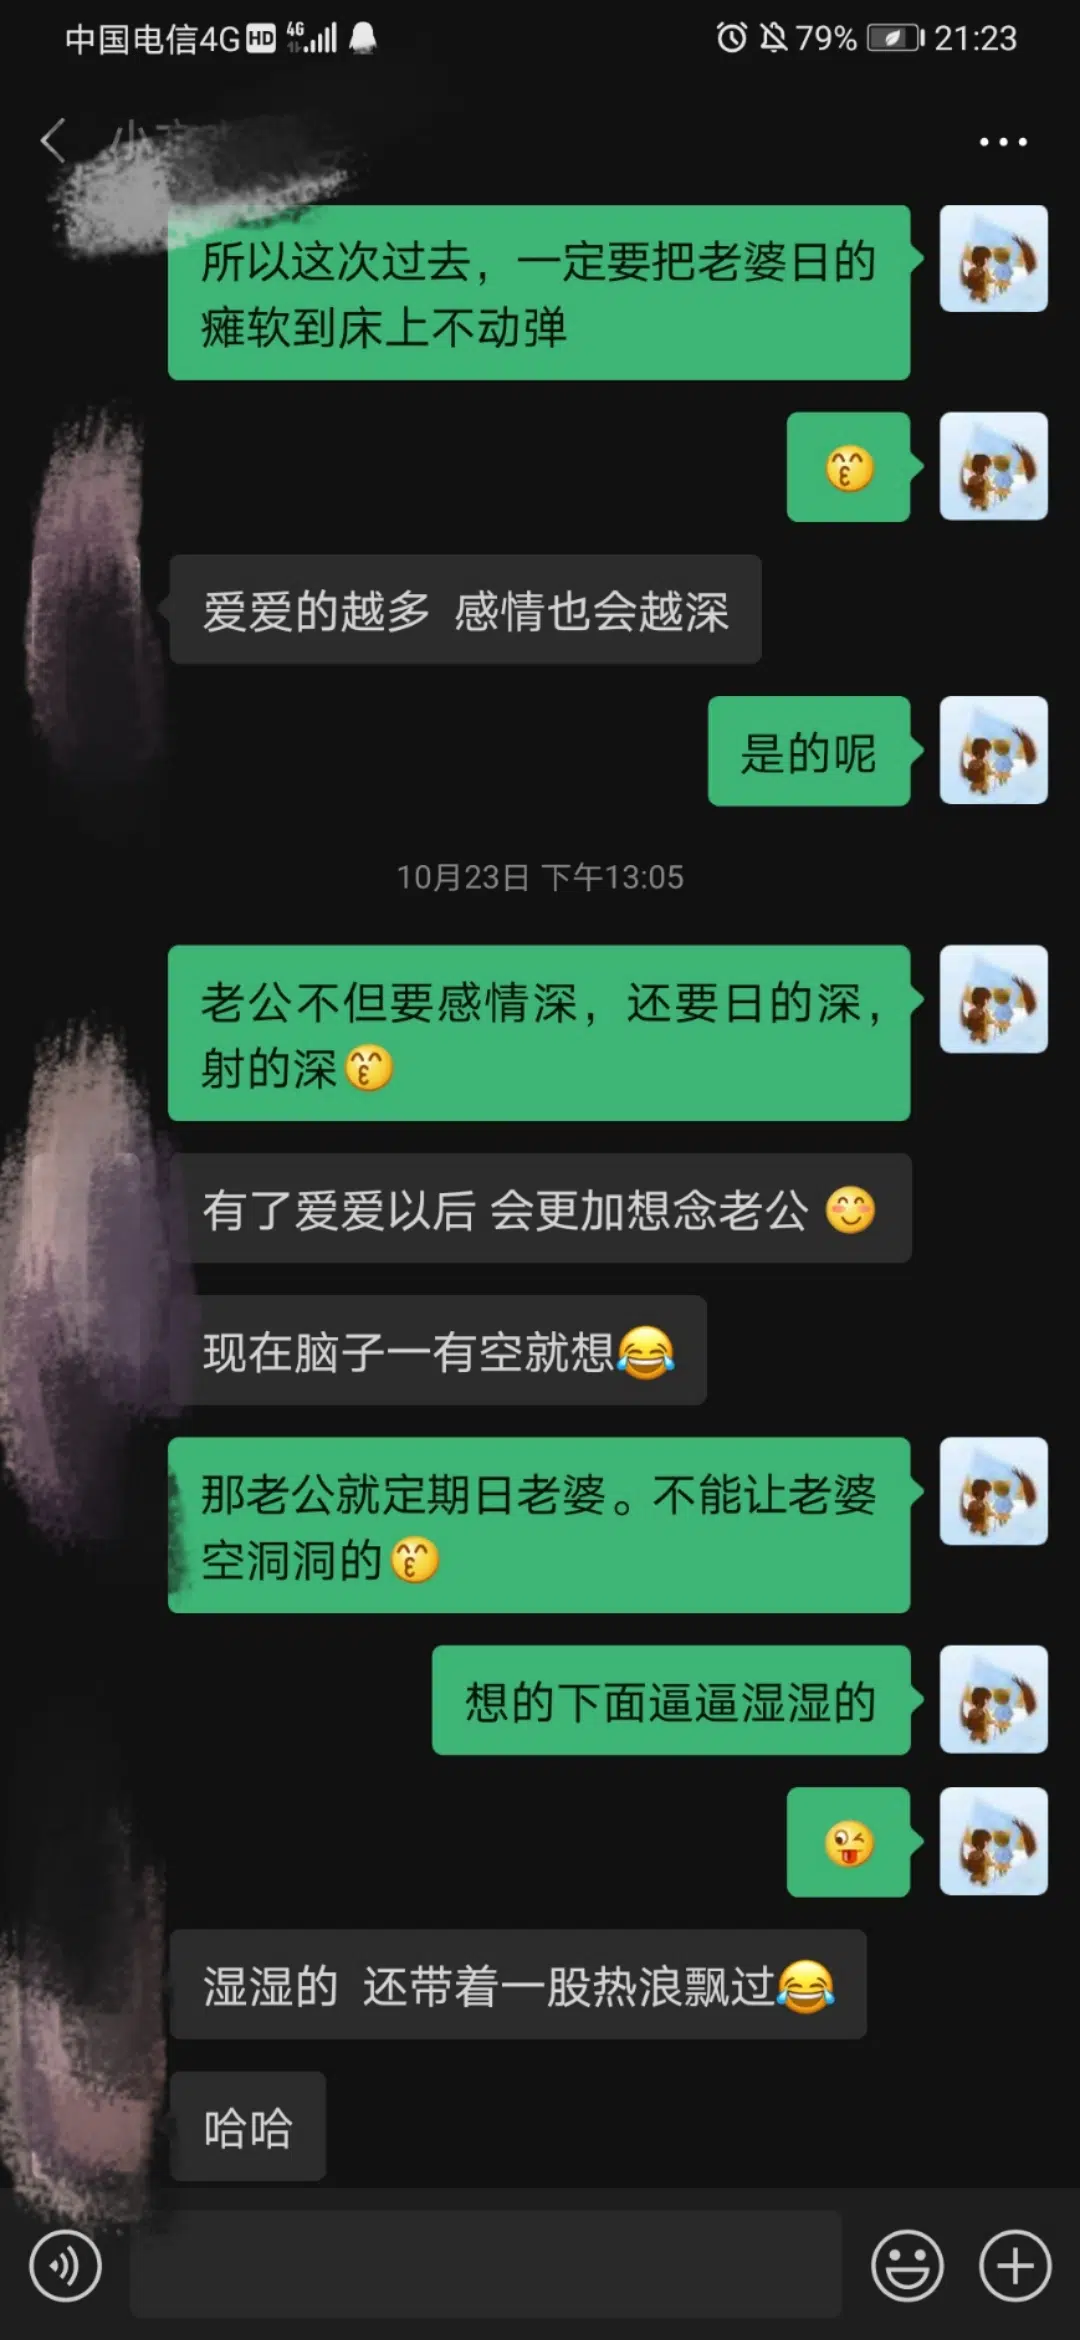 中国电信4G HD 4G 79% 21:23
所以这次过去，一定要把老婆日的
瘫软到床上不动弹
😙
爱爱的越多 感情也会越深
是的呢
10月23日 下午13:05
老公不但要感情深，还要日的深，
射的深😙
有了爱爱以后 会更加想念老公😊
现在脑子一有空就想😂
那老公就定期日老婆。不能让老婆
空洞洞的😙
想的下面逼逼湿湿的
😜
湿湿的 还带着一股热浪飘过😂
哈哈